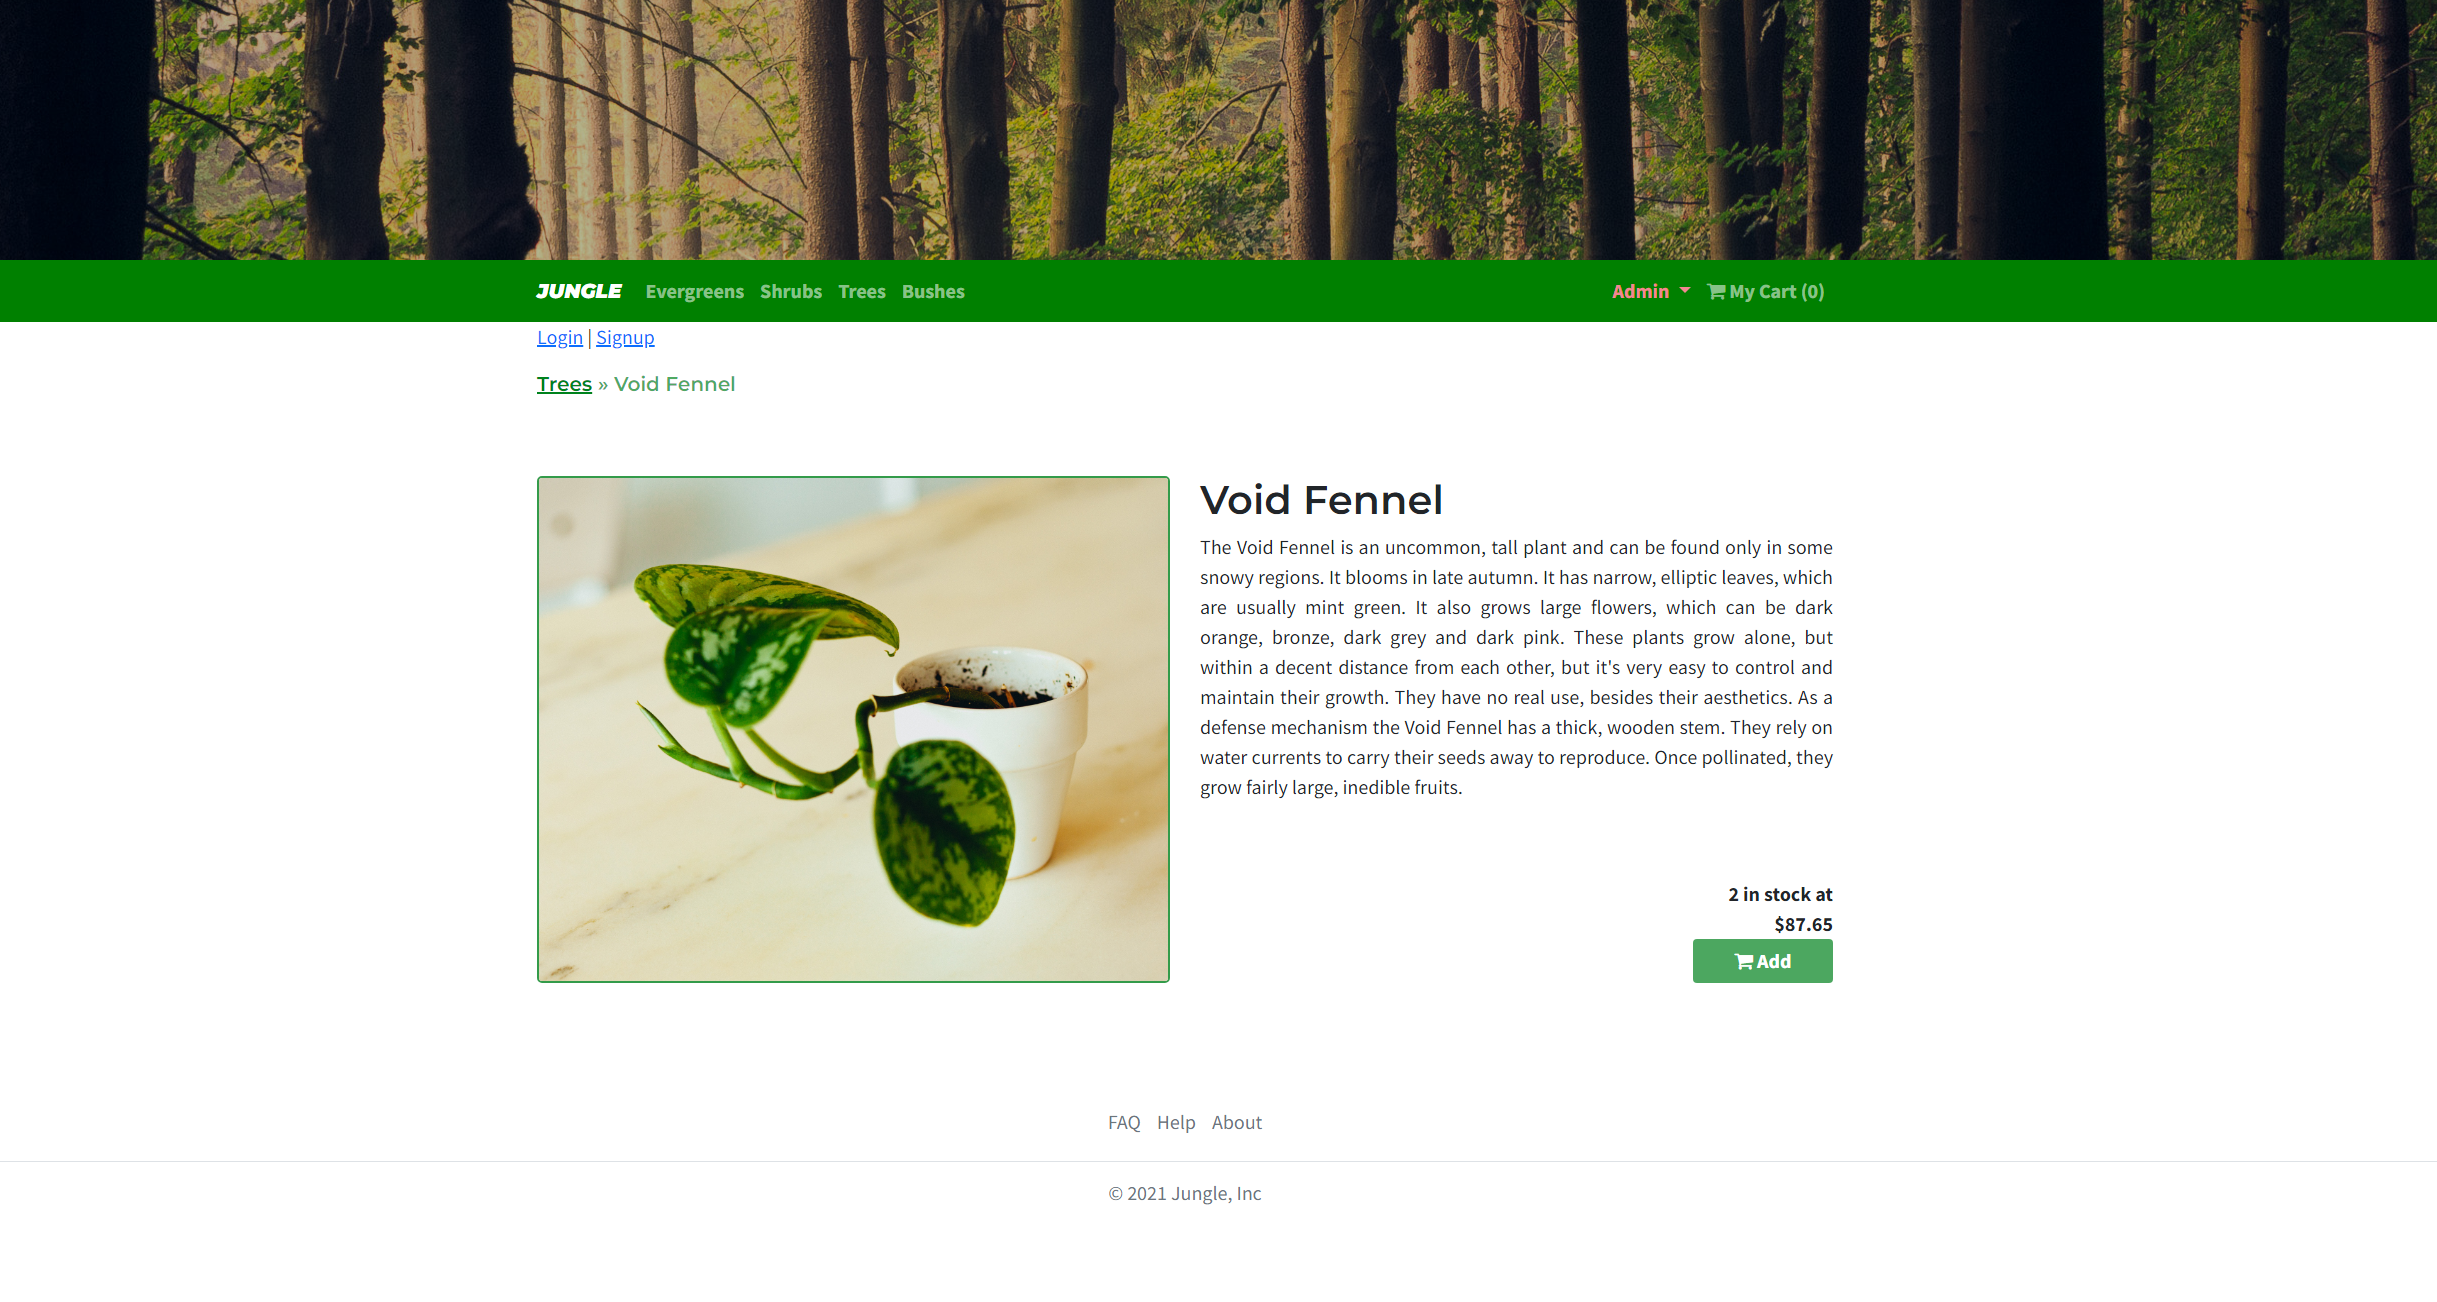 JUNGLE Evergreens Shrubs Trees Bushes Admin My Cart (0)
Login | Signup
Trees » Void Fennel
Void Fennel
The Void Fennel is an uncommon, tall plant and can be found only in some
snowy regions. It blooms in late autumn. It has narrow, elliptic leaves, which
are usually mint green. It also grows large flowers, which can be dark
orange, bronze, dark grey and dark pink. These plants grow alone, but
within a decent distance from each other, but it's very easy to control and
maintain their growth. They have no real use, besides their aesthetics. As a
defense mechanism the Void Fennel has a thick, wooden stem. They rely on
water currents to carry their seeds away to reproduce. Once pollinated, they
grow fairly large, inedible fruits.
2 in stock at
$87.65
Add
FAQ Help About
© 2021 Jungle, Inc